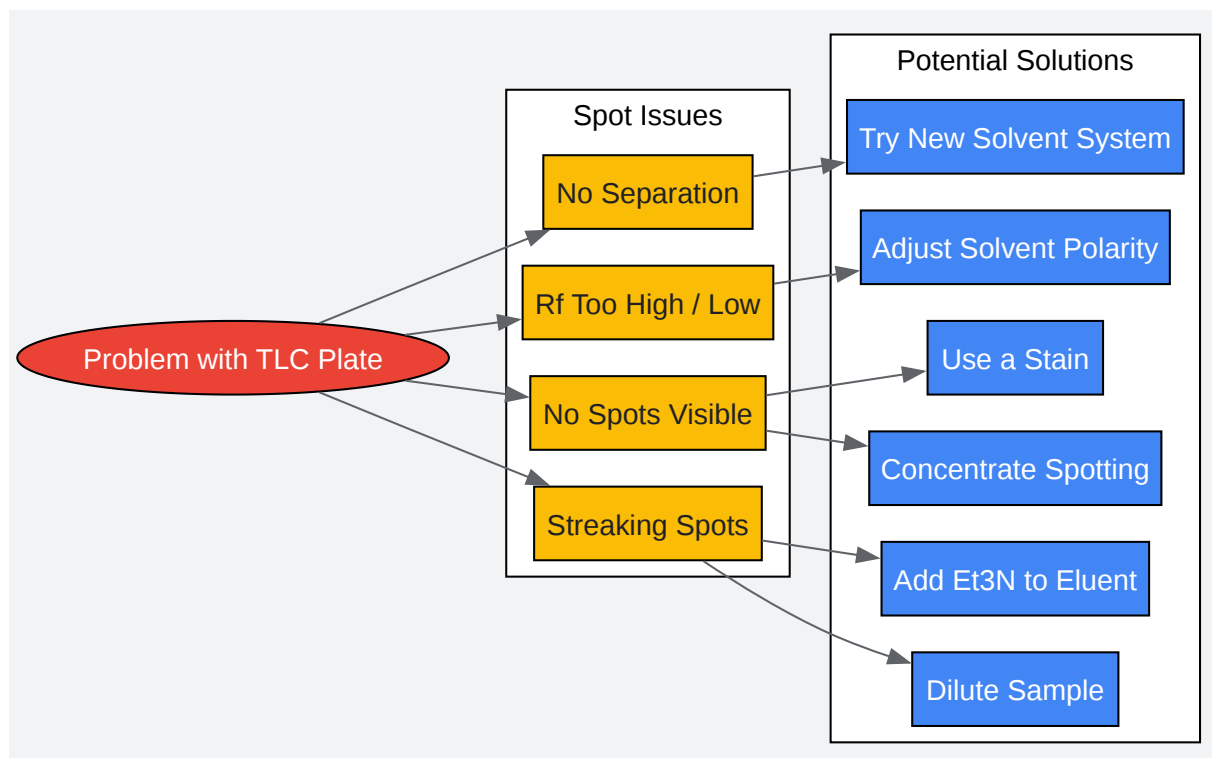 Problem with TLC Plate
Spot Issues
No Separation
Rf Too High / Low
No Spots Visible
Streaking Spots
Potential Solutions
Try New Solvent System
Adjust Solvent Polarity
Use a Stain
Concentrate Spotting
Add Et3N to Eluent
Dilute Sample